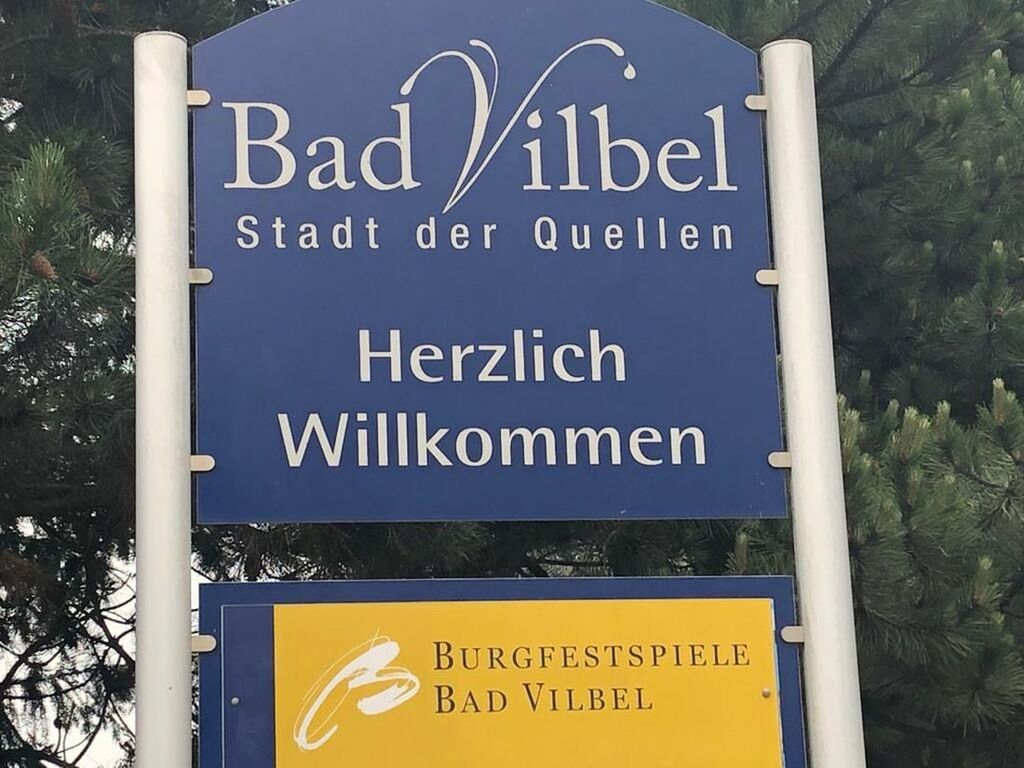 Bad Vilbel
Stadt der Quellen
Herzlich
Willkommen
BURGFESTSPIELE
BAD VILBEL